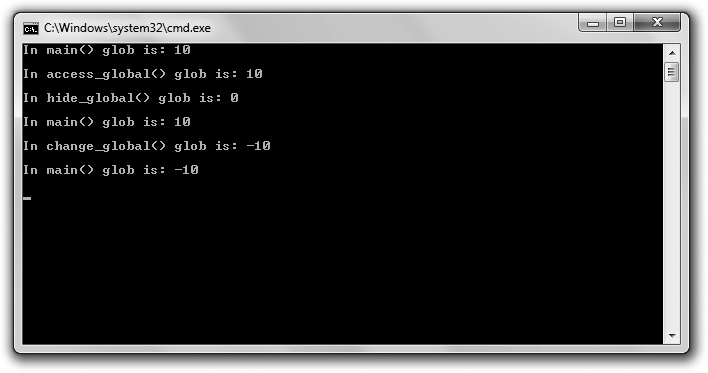 C:\Windows\system32\cmd.exe
In main() glob is: 10
In access_global() glob is: 10
In hide_global() glob is: 0
In main() glob is: 10
In change_global() glob is: -10
In main() glob is: -10